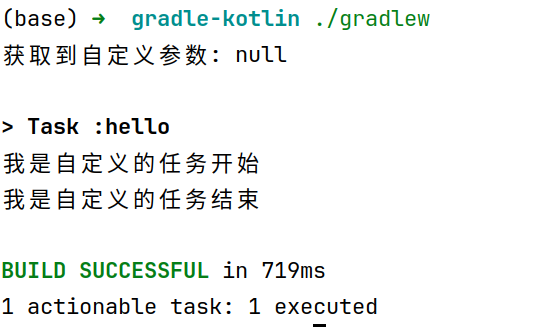 (base) ➜  gradle-kotlin ./gradlew
获取到自定义参数: null
> Task :hello
我是自定义的任务开始
我是自定义的任务结束
BUILD SUCCESSFUL in 719ms
1 actionable task: 1 executed